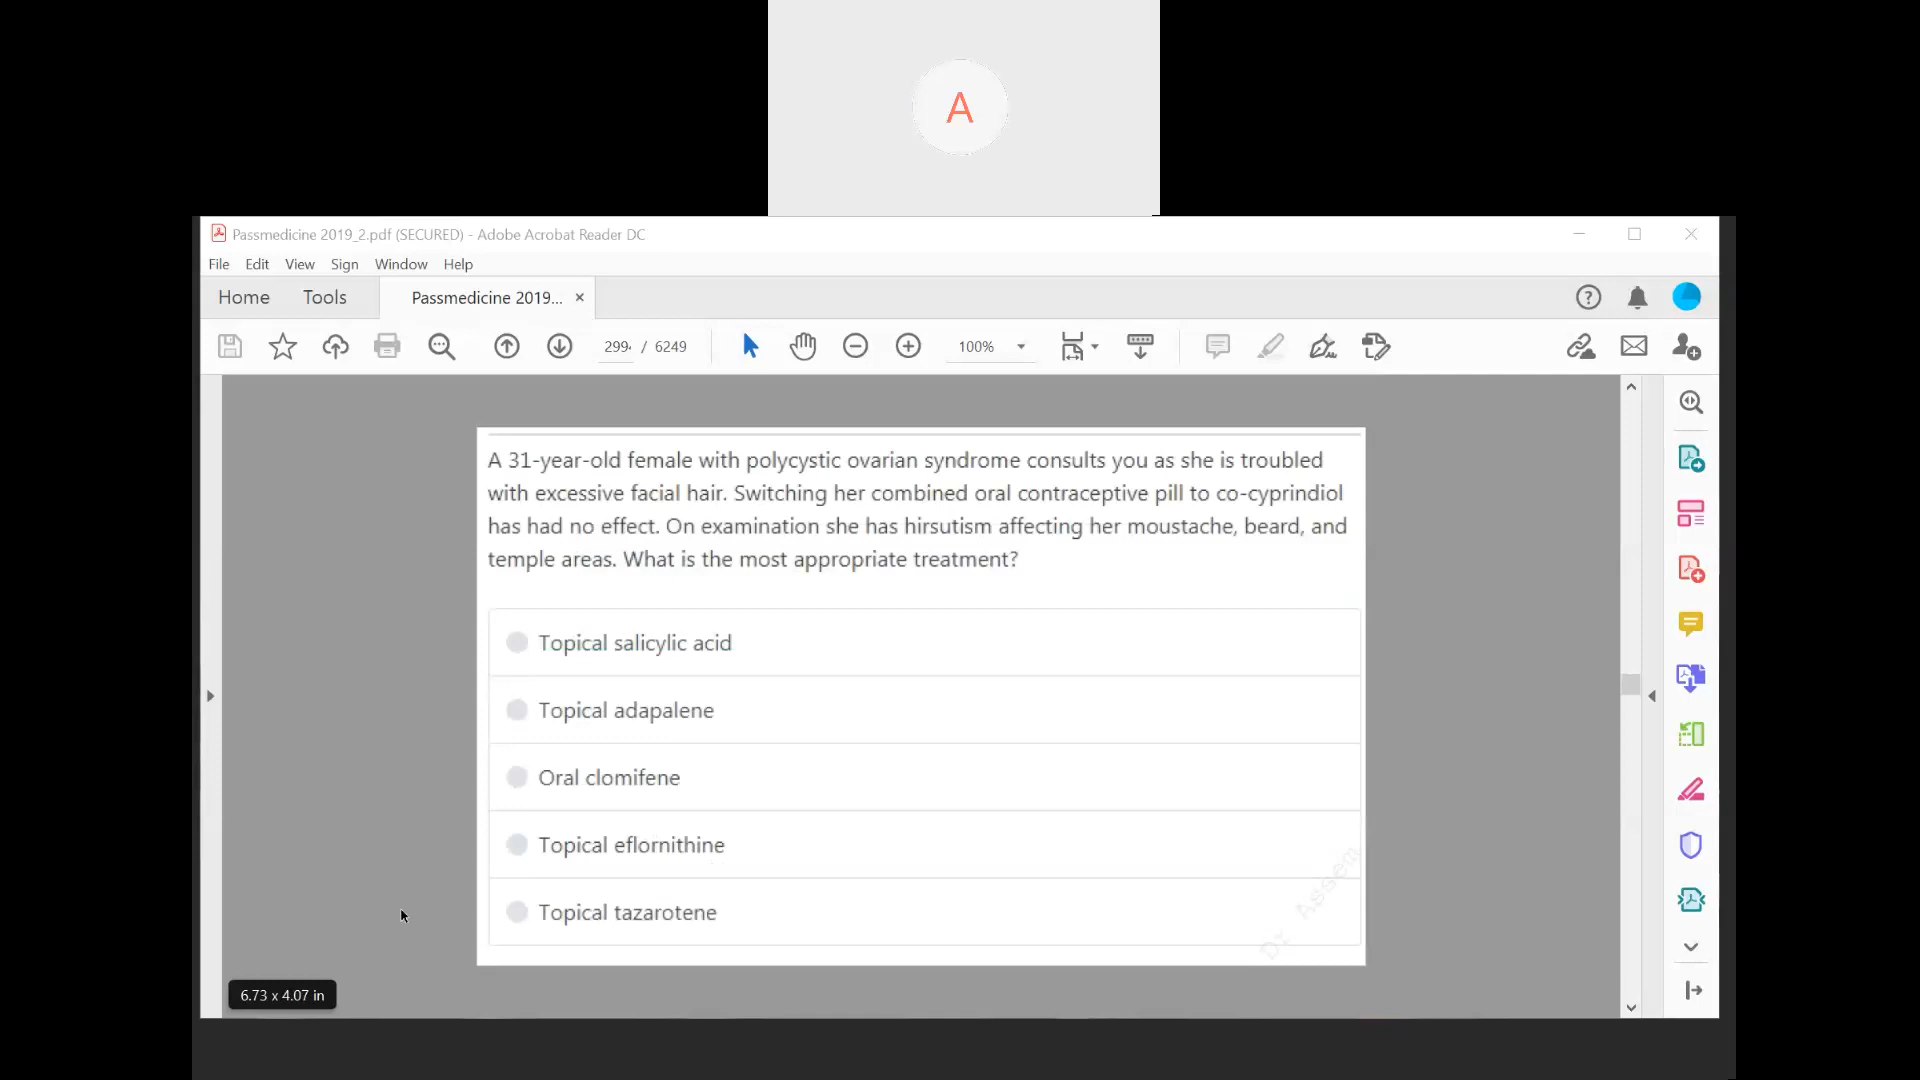 A
Passmedicine 2019_2.pdf (SECURED) - Adobe Acrobat Reader DC
File Edit View Sign Window Help
Home Tools Passmedicine 2019... ×
299 / 6249 100%
A 31-year-old female with polycystic ovarian syndrome consults you as she is troubled
with excessive facial hair. Switching her combined oral contraceptive pill to co-cyprindiol
has had no effect. On examination she has hirsutism affecting her moustache, beard, and
temple areas. What is the most appropriate treatment?
Topical salicylic acid
Topical adapalene
Oral clomifene
Topical eflornithine
Topical tazarotene
Dr Assem
6.73 x 4.07 in